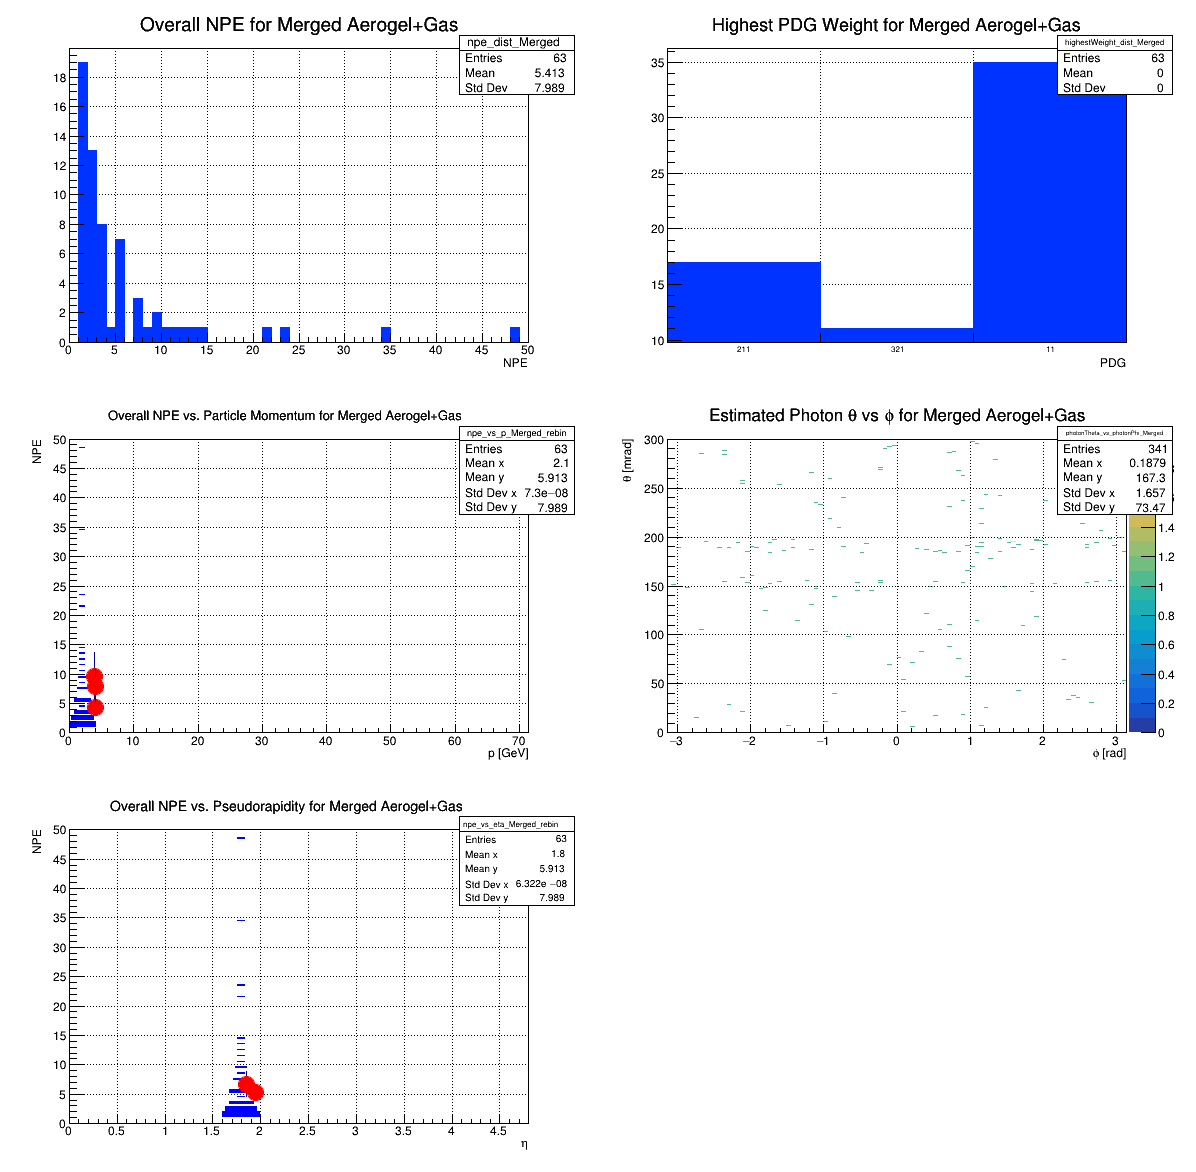 Overall NPE for Merged Aerogel+Gas
npe_dist_Merged
Entries 63
Mean 5.413
Std Dev 7.989
18
16
14
12
10
8
6
4
2
0
0 5 10 15 20 25 30 35 40 45 50
NPE
Highest PDG Weight for Merged Aerogel+Gas
highestWeight_dist_Merged
Entries 63
Mean 0
Std Dev 0
35
30
25
20
15
10
211 321 11
PDG
Overall NPE vs. Particle Momentum for Merged Aerogel+Gas
npe_vs_p_Merged_rebin
Entries 63
Mean x 2.1
Mean y 5.913
Std Dev x 7.3e−08
Std Dev y 7.989
NPE
50
45
40
35
30
25
20
15
10
5
0
0 10 20 30 40 50 60 70
p [GeV]
Estimated Photon θ vs ϕ for Merged Aerogel+Gas
photonTheta_vs_photonPhi_Merged
Entries 341
Mean x 0.1879
Mean y 167.3
Std Dev x 1.657
Std Dev y 73.47
θ [mrad]
300
250
200
150
100
50
0
−3 −2 −1 0 1 2 3
ϕ [rad]
1.4
1.2
1
0.8
0.6
0.4
0.2
0
Overall NPE vs. Pseudorapidity for Merged Aerogel+Gas
npe_vs_eta_Merged_rebin
Entries 63
Mean x 1.8
Mean y 5.913
Std Dev x 6.322e −08
Std Dev y 7.989
NPE
50
45
40
35
30
25
20
15
10
5
0
0 0.5 1 1.5 2 2.5 3 3.5 4 4.5
η